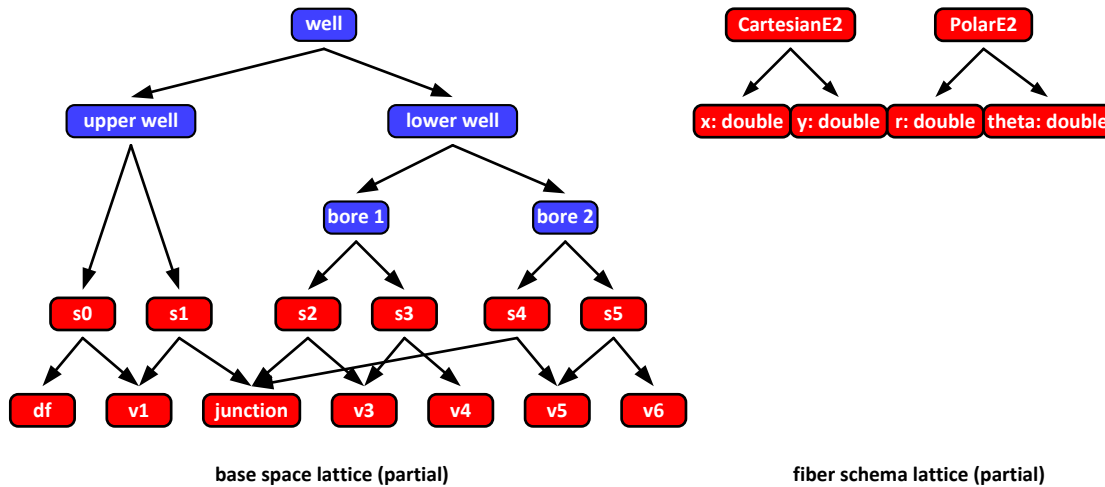 well
CartesianE2
PolarE2
upper well
lower well
x: double
y: double
r: double
theta: double
bore 1
bore 2
s0
s1
s2
s3
s4
s5
df
v1
junction
v3
v4
v5
v6
base space lattice (partial)
fiber schema lattice (partial)